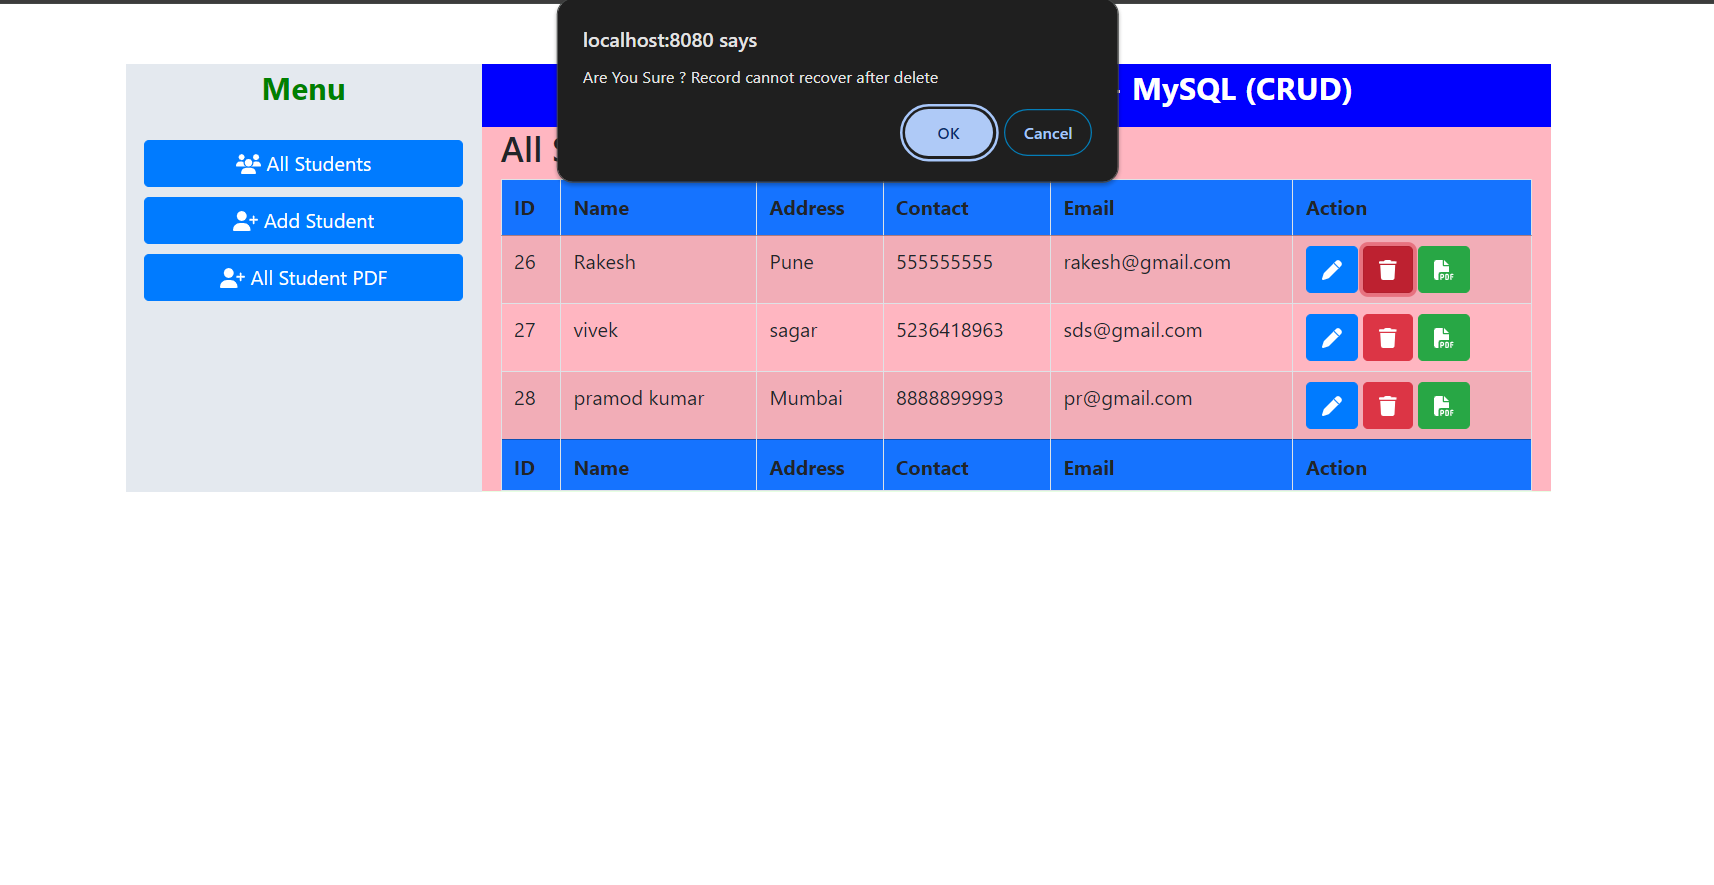 localhost:8080 says
Are You Sure ? Record cannot recover after delete
OK Cancel
Menu
All Students
Add Student
All Student PDF
MySQL (CRUD)
All
ID Name Address Contact Email Action
26 Rakesh Pune 555555555 rakesh@gmail.com
PDF
27 vivek sagar 5236418963 sds@gmail.com
PDF
28 pramod kumar Mumbai 8888899993 pr@gmail.com
PDF
ID Name Address Contact Email Action